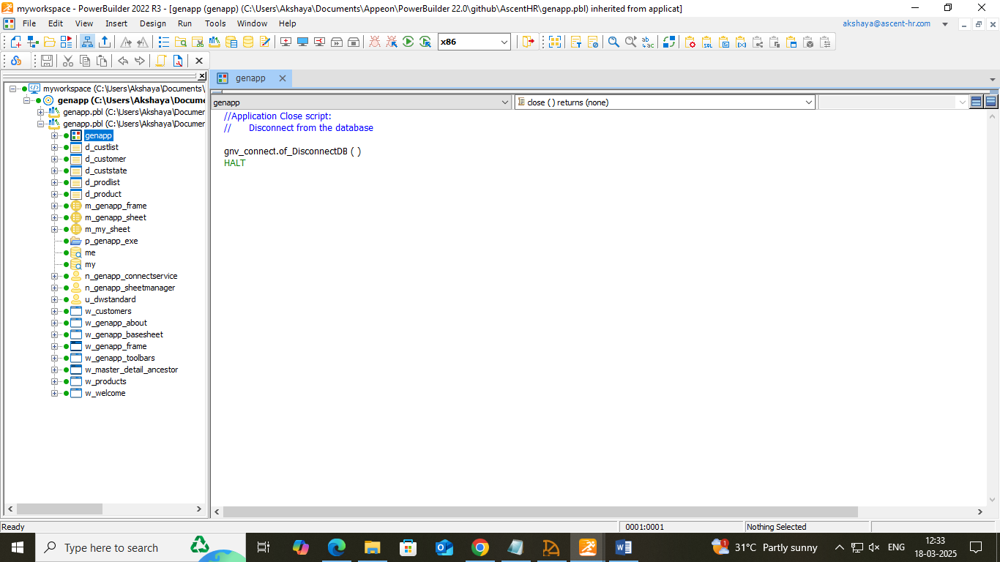 myworkspace - PowerBuilder 2022 R3 - [genapp (genapp) (C:\Users\Akshaya\Documents\Appeon\PowerBuilder 22.0\github\AscentHR\genapp.pbl) inherited from applicat]
File Edit View Insert Design Run Tools Window Help
akshaya@ascent-hr.com
x86
genapp
myworkspace (C:\Users\Akshaya\Documents\
genapp (C:\Users\Akshaya\Docume
genapp.pbl (C:\Users\Akshaya\Documer
genapp.pbl (C:\Users\Akshaya\Documer
genapp
d_custlist
d_customer
d_custstate
d_prodlist
d_product
m_genapp_frame
m_genapp_sheet
m_my_sheet
p_genapp_exe
me
my
n_genapp_connectservice
n_genapp_sheetmanager
u_dwstandard
w_customers
w_genapp_about
w_genapp_basesheet
w_genapp_frame
w_genapp_toolbars
w_master_detail_ancestor
w_products
w_welcome
genapp
close ( ) returns (none)
//Application Close script:
// Disconnect from the database
gnv_connect.of_DisconnectDB ( )
HALT
Ready
0001:0001
Nothing Selected
Type here to search
1
31°C Partly sunny
ENG
12:33
18-03-2025